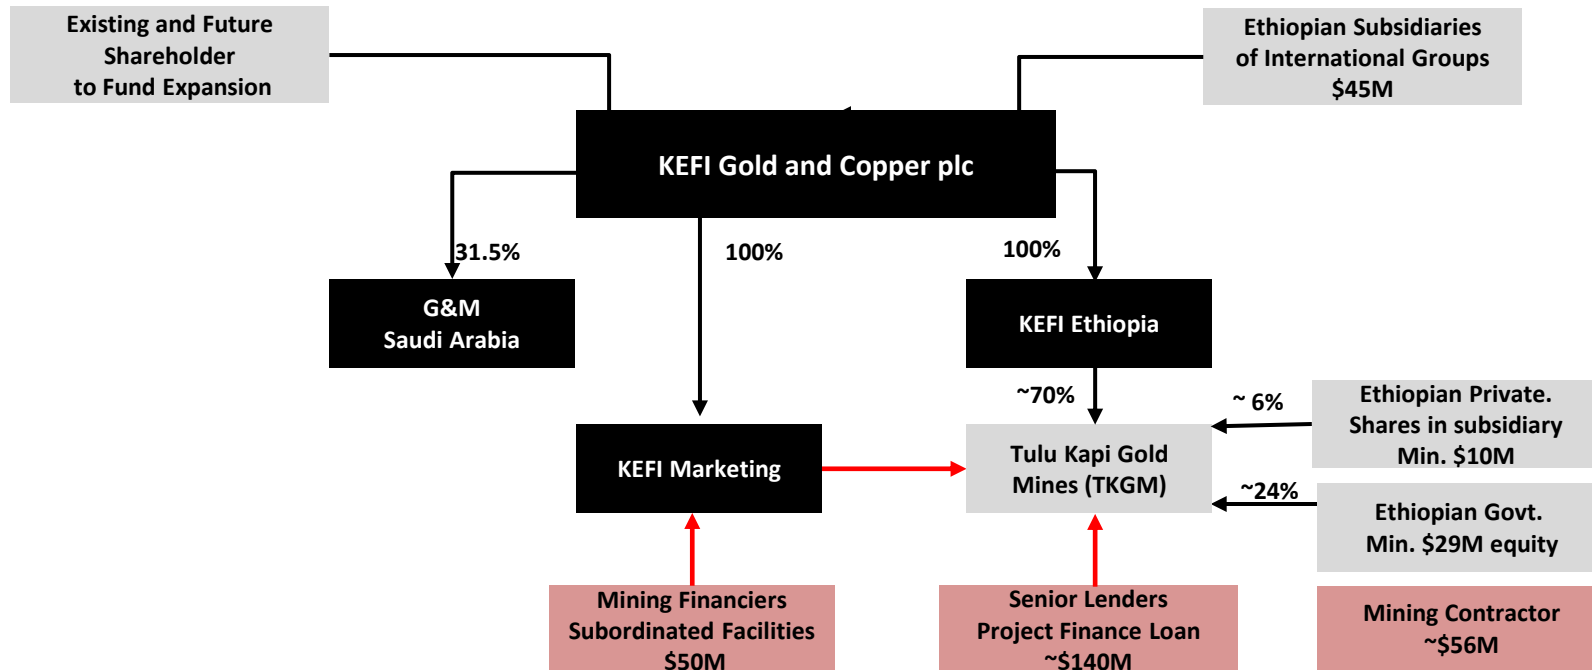 Existing and Future
Shareholder
to Fund Expansion
Ethiopian Subsidiaries
of International Groups
$45M
KEFI Gold and Copper plc
31.5%
100%
100%
G&M
Saudi Arabia
KEFI Ethiopia
~70%
~ 6%
Ethiopian Private.
Shares in subsidiary
Min. $10M
KEFI Marketing
Tulu Kapi Gold
Mines (TKGM)
~24%
Ethiopian Govt.
Min. $29M equity
Mining Financiers
Subordinated Facilities
$50M
Senior Lenders
Project Finance Loan
~$140M
Mining Contractor
~$56M